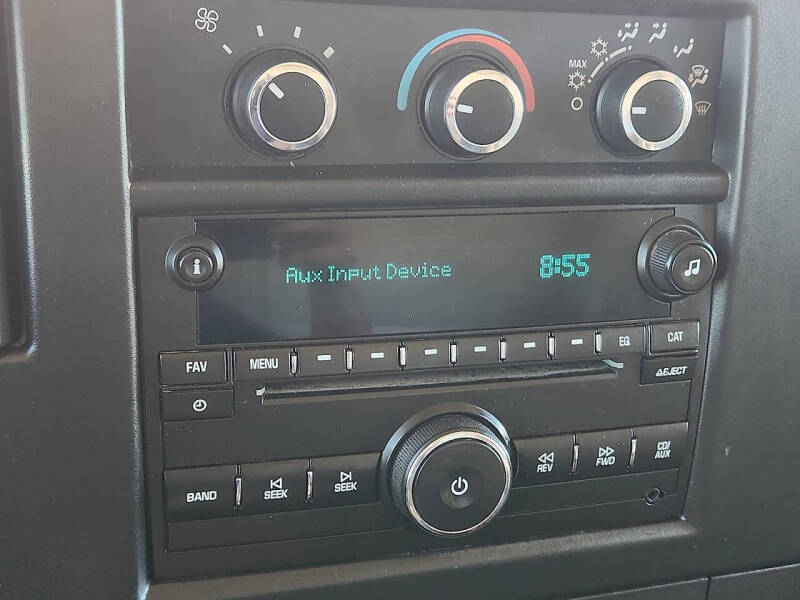 MAX
i
Aux Input Device 8:55
FAV MENU EQ CAT
EJECT
BAND SEEK SEEK REV FWD CD/
AUX